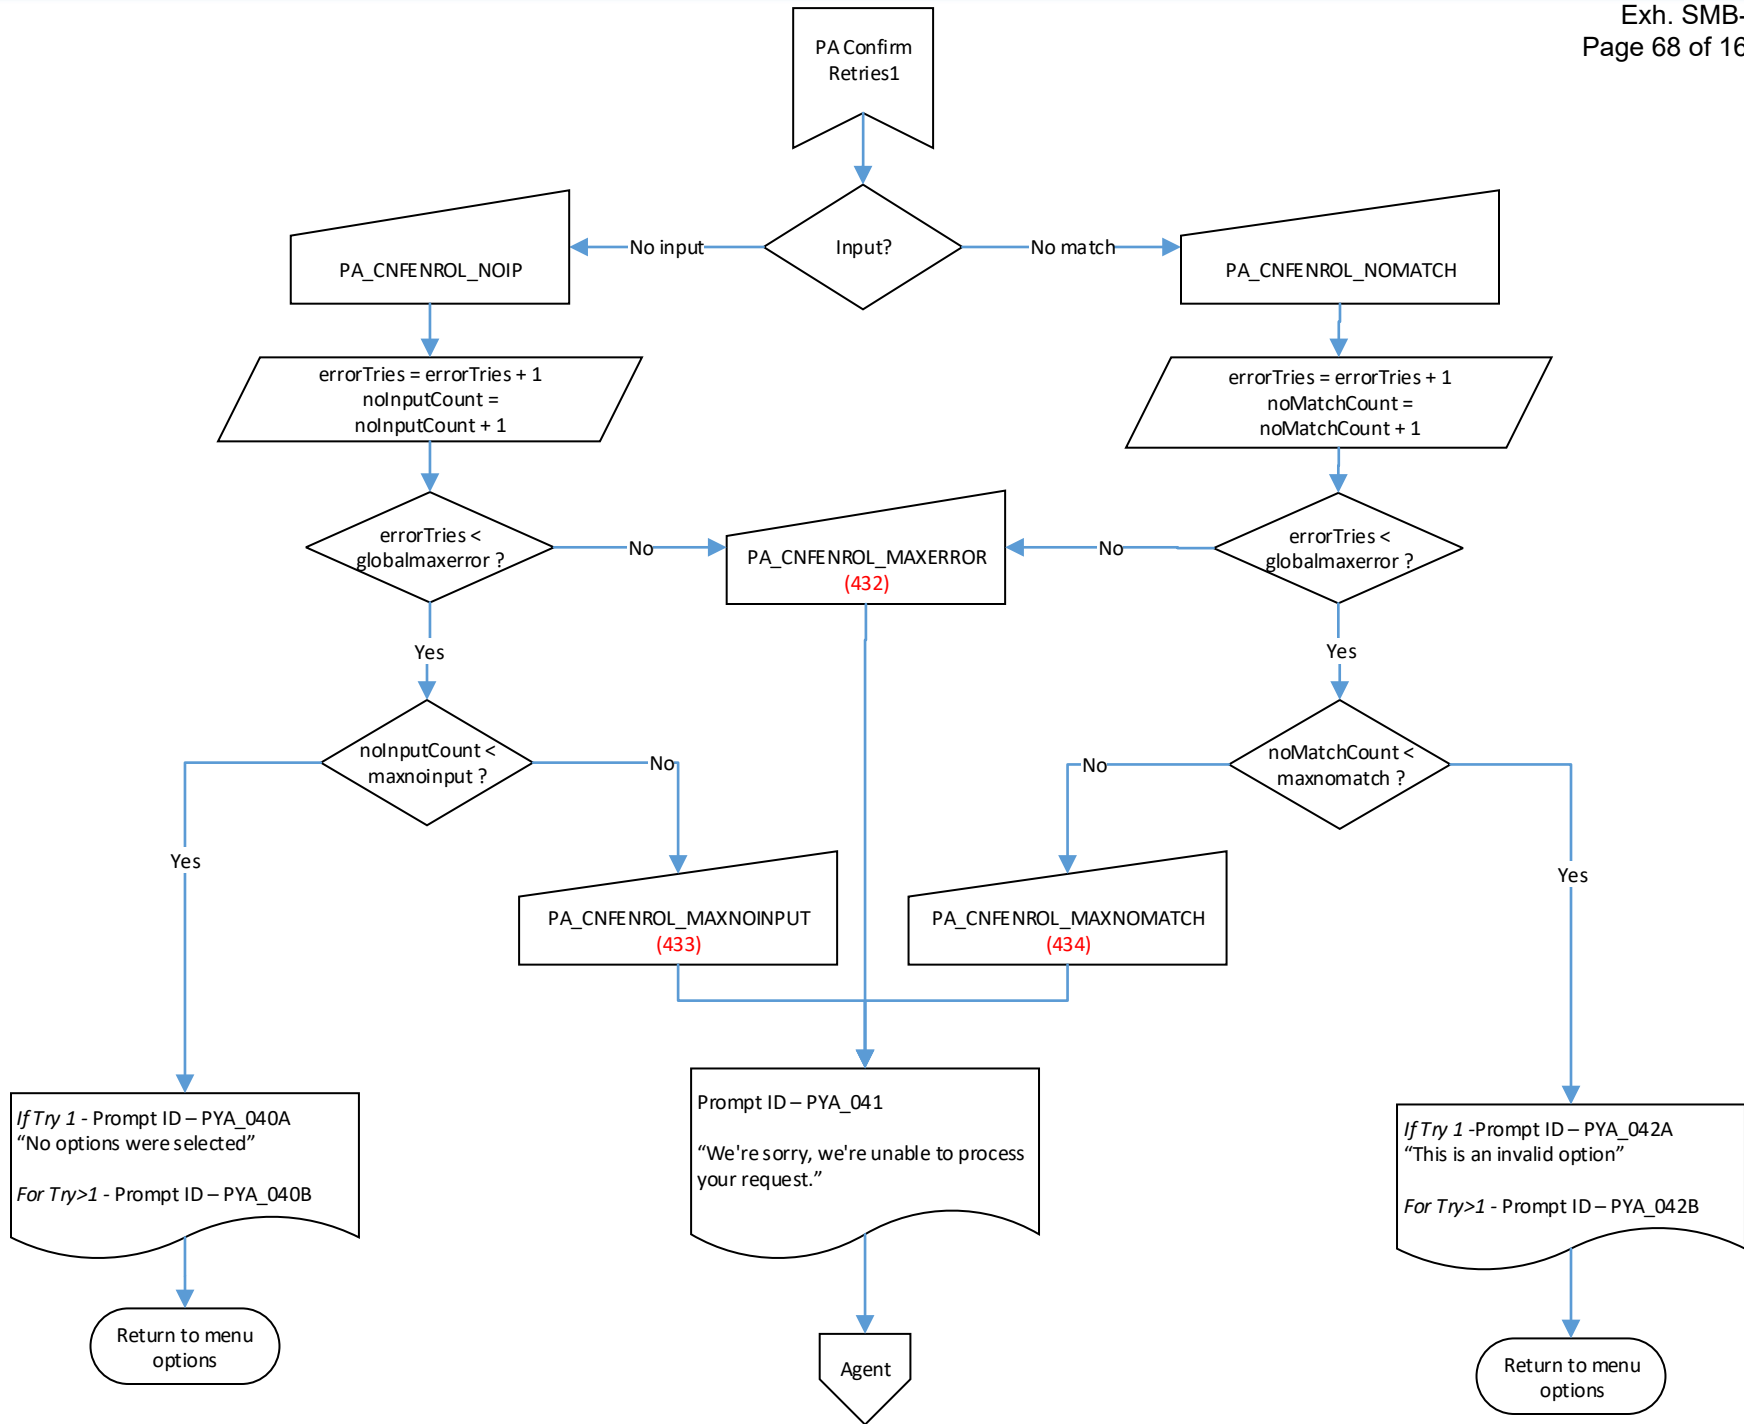 Exh. SMB-
Page 68 of 16
PA Confirm
Retries1
Input?
No input
No match
PA_CNFENROL_NOIP
PA_CNFENROL_NOMATCH
errorTries = errorTries + 1
noInputCount =
noInputCount + 1
errorTries = errorTries + 1
noMatchCount =
noMatchCount + 1
errorTries <
globalmaxerror ?
No
PA_CNFENROL_MAXERROR
(432)
No
errorTries <
globalmaxerror ?
Yes
Yes
noInputCount <
maxnoinput ?
No
No
noMatchCount <
maxnomatch ?
Yes
Yes
PA_CNFENROL_MAXNOINPUT
(433)
PA_CNFENROL_MAXNOMATCH
(434)
If Try 1 - Prompt ID – PYA_040A
“No options were selected”
For Try>1 - Prompt ID – PYA_040B
Prompt ID – PYA_041
“We're sorry, we're unable to process
your request.”
If Try 1 -Prompt ID – PYA_042A
“This is an invalid option”
For Try>1 - Prompt ID – PYA_042B
Return to menu
options
Agent
Return to menu
options